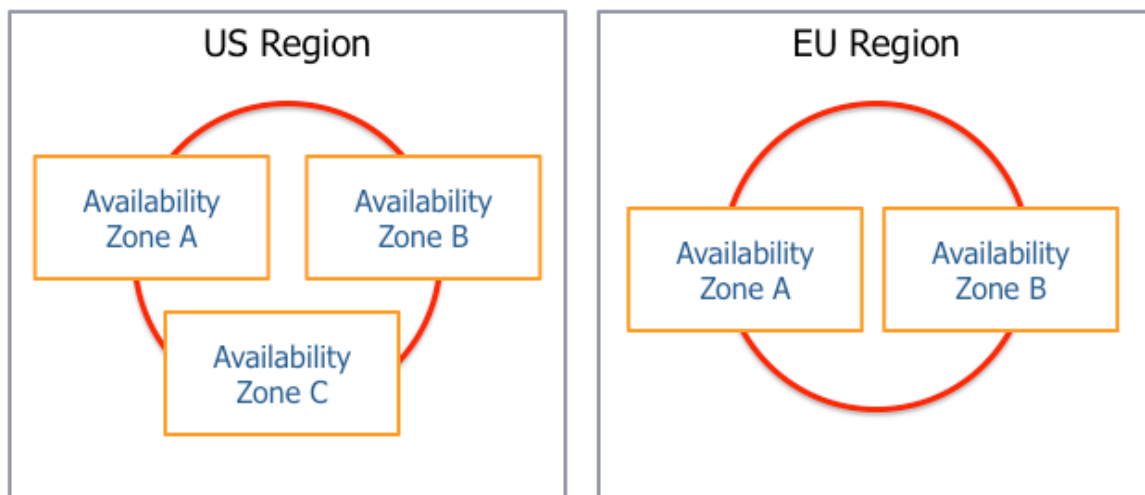 US Region
Availability
Zone A
Availability
Zone B
Availability
Zone C
EU Region
Availability
Zone A
Availability
Zone B